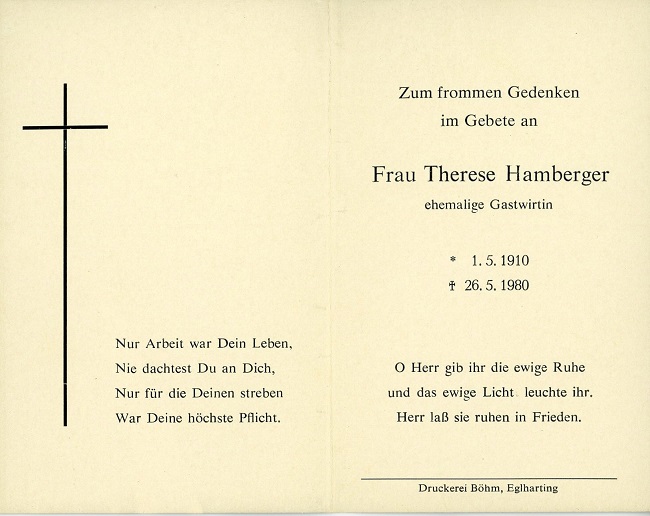 Nur Arbeit war Dein Leben,
Nie dachtest Du an Dich,
Nur für die Deinen streben
War Deine höchste Pflicht.
Zum frommen Gedenken
im Gebete an
Frau Therese Hamberger
ehemalige Gastwirtin
* 1. 5. 1910
✝ 26. 5. 1980
O Herr gib ihr die ewige Ruhe
und das ewige Licht leuchte ihr.
Herr laß sie ruhen in Frieden.
Druckerei Böhm, Eglharting